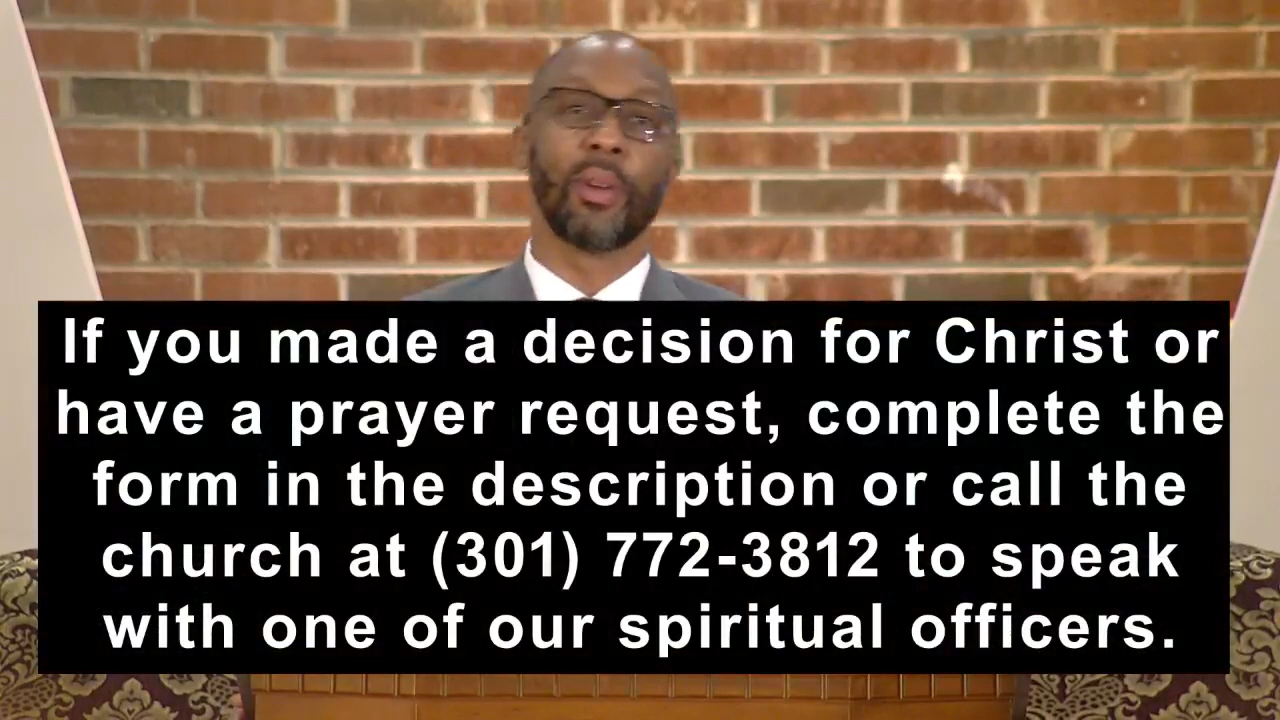 If you made a decision for Christ or
have a prayer request, complete the
form in the description or call the
church at (301) 772-3812 to speak
with one of our spiritual officers.